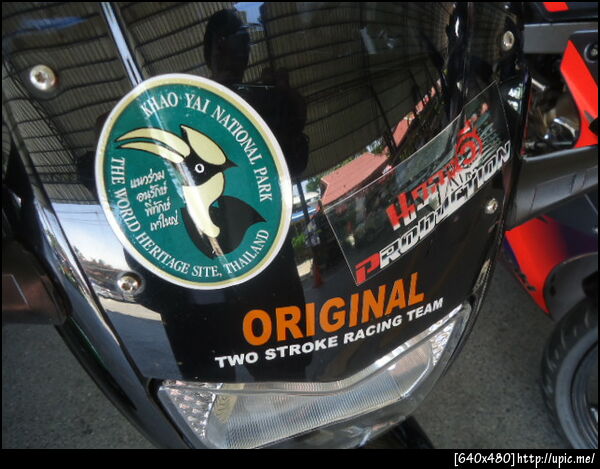 KHAO YAI NATIONAL PARK
แนวร่วม
อนุรักษ์
พิทักษ์
เขาใหญ่
THE WORLD HERITAGE SITE, THAILAND
PRODUCTION
ORIGINAL
TWO STROKE RACING TEAM
[640x480]http://upic.me/